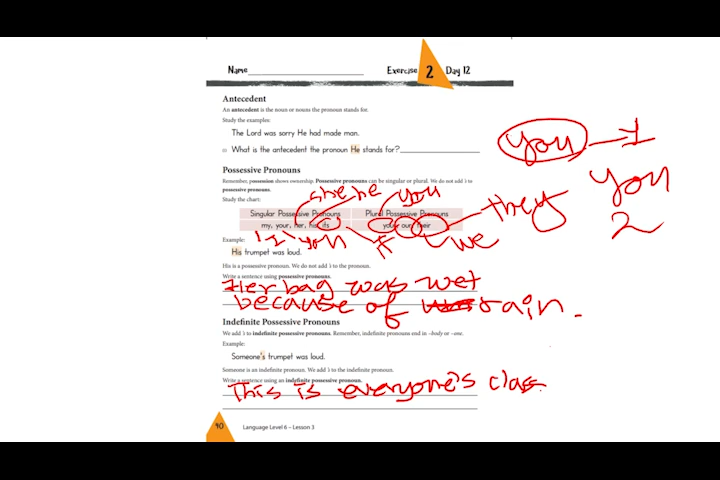 Name
Exercise 2 Day 12
Antecedent
An antecedent is the noun or nouns the pronoun stands for.
Study the examples:
The Lord was sorry He had made man.
What is the antecedent the pronoun He stands for?
you - 1
you
2
Possessive Pronouns
Remember, possession shows ownership. Possessive pronouns can be singular or plural. We do not add 's to
possessive pronouns.
she he you
Study the chart:
they
Singular Possessive Pronouns Plural Possessive Pronouns
my, your, her, his, its your, our, their
I you it we
Example:
His trumpet was loud.
His is a possessive pronoun. We do not add 's to the pronoun.
Write a sentence using possessive pronouns.
Her bag was wet
because of rain.
Indefinite Possessive Pronouns
We add 's to indefinite possessive pronouns. Remember, indefinite pronouns end in -body or -one.
Example:
Someone's trumpet was loud.
Someone is an indefinite pronoun. We add 's to the indefinite pronoun.
Write a sentence using an indefinite possessive pronoun.
This is everyone's class.
40 Language Level 6 – Lesson 3